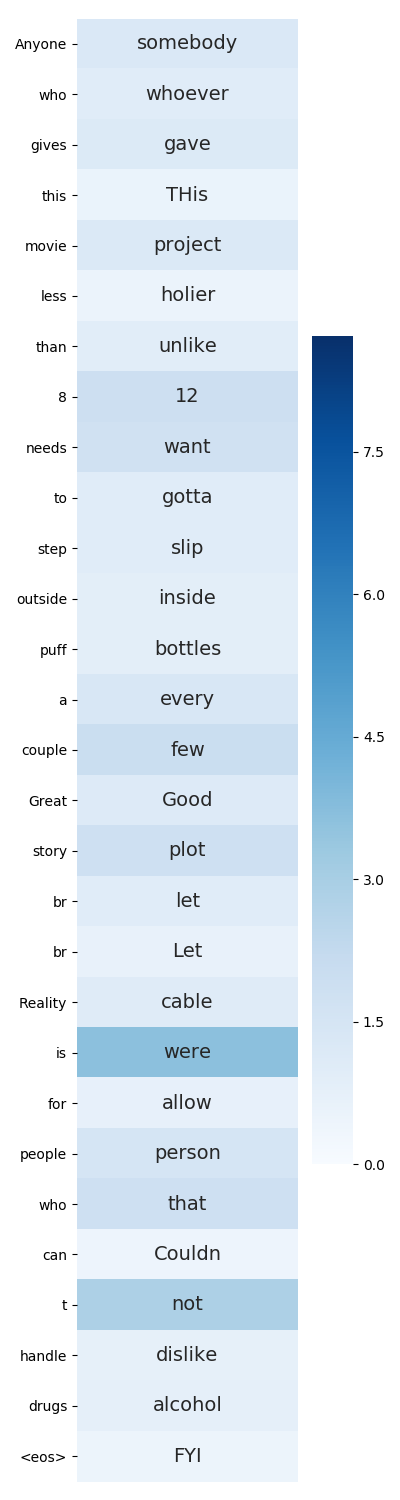 Anyone somebody
who whoever
gives gave
this THis
movie project
less holier
than unlike
8 12
needs want
7.5
to gotta
step slip
6.0
outside inside
puff bottles
a every
4.5
couple few
Great Good
story plot
3.0
br let
br Let
Reality cable
1.5
is were
for allow
people person
0.0
who that
can Couldn
t not
handle dislike
drugs alcohol
<eos> FYI